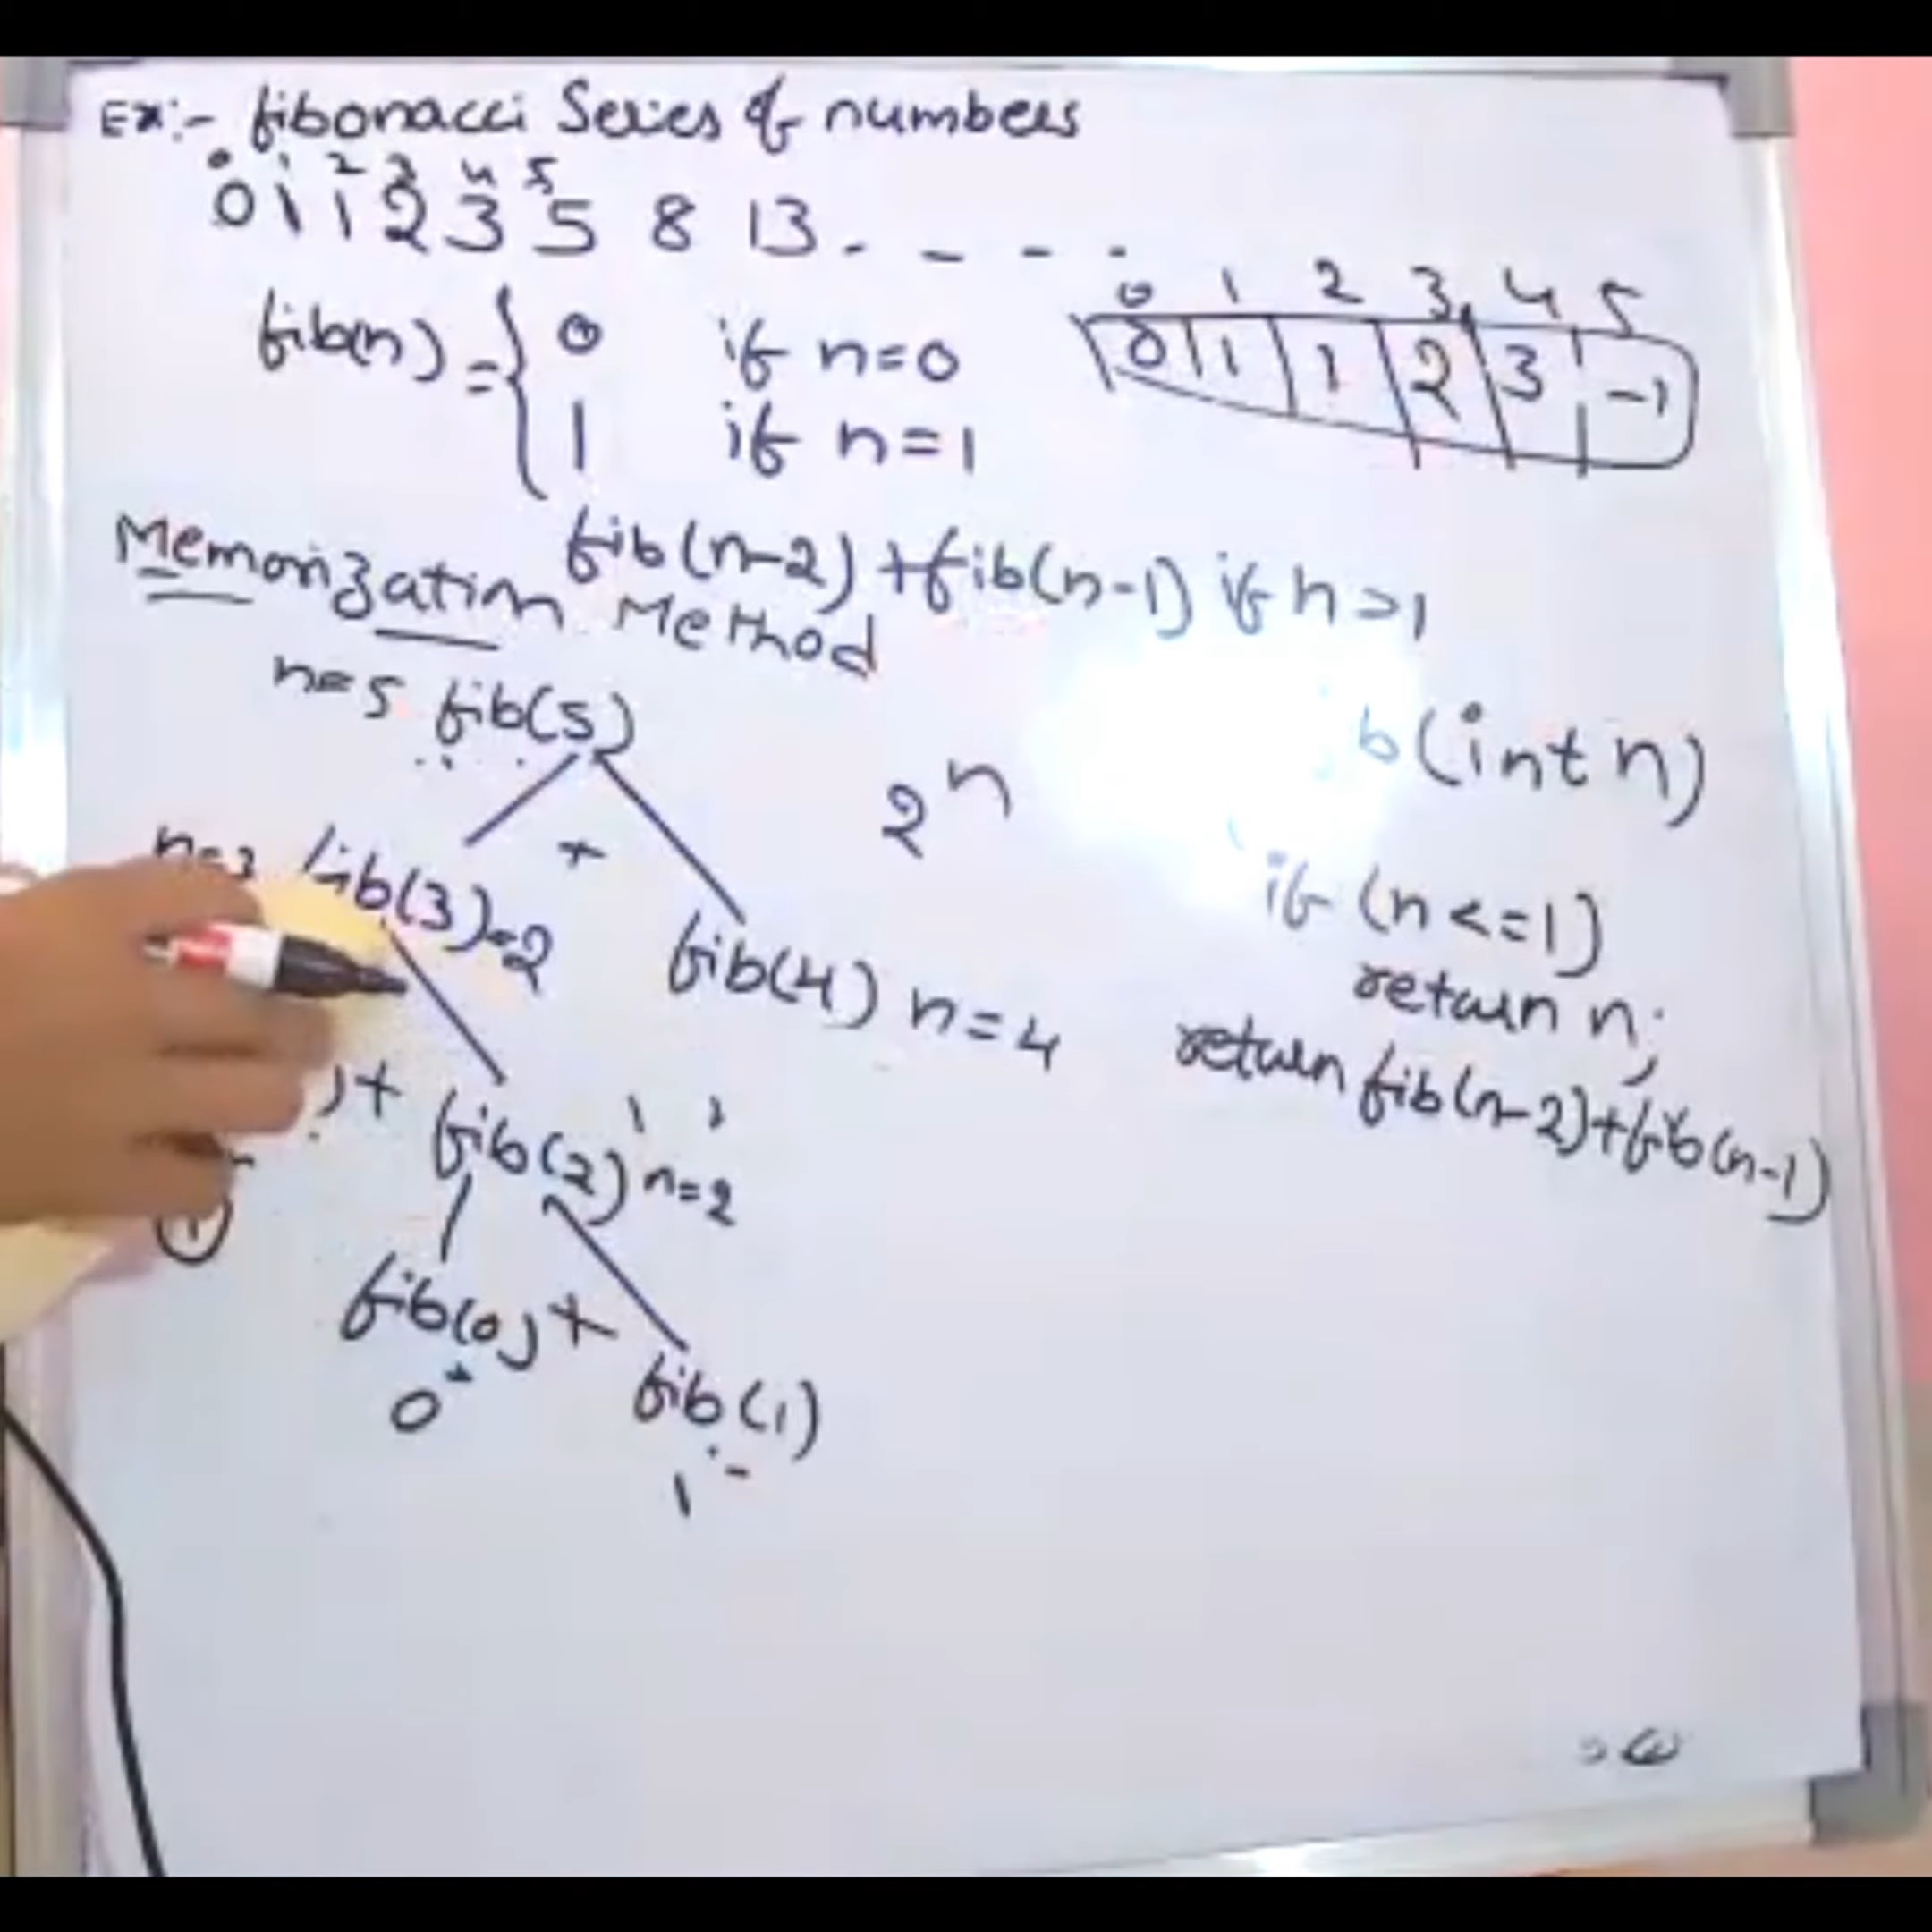 Ex:- fibonacci Series of numbers
0 1 2 3 4 5
0 1 1 2 3 5 8 13 - - - -
fib(n) = { 0 if n=0
1 if n=1
fib(n-2)+fib(n-1) if n>1
0 1 2 3 4 5
0 1 1 2 3 -1
Memorization Method
n=5 fib(5)
2^n
fib(3)=2 + fib(4) n=4
)+ fib(2) n=2
1
fib(0) + fib(1)
0 1
b(int n)
if (n<=1)
return n;
return fib(n-2)+fib(n-1)